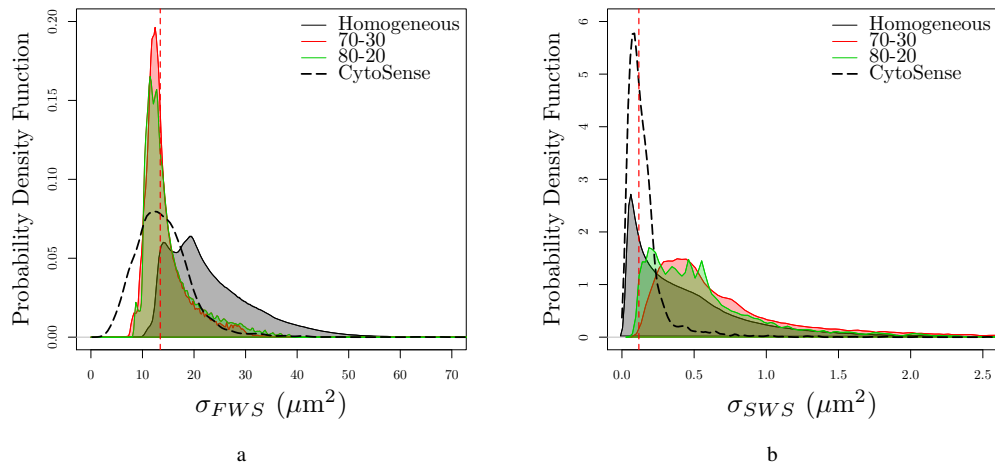 Homogeneous
70-30
80-20
CytoSense
Probability Density Function
0.00
0.05
0.10
0.15
0.20
0 10 20 30 40 50 60 70
σFWS (μm²)
a
Homogeneous
70-30
80-20
CytoSense
Probability Density Function
0
1
2
3
4
5
6
0.0 0.5 1.0 1.5 2.0 2.5
σSWS (μm²)
b